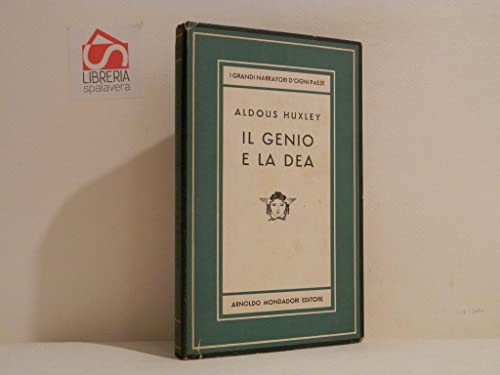 LIBRERIA
spalavera
I GRANDI NARRATORI D'OGNI PAESE
ALDOUS HUXLEY
IL GENIO
E LA DEA
ARNOLDO MONDADORI EDITORE